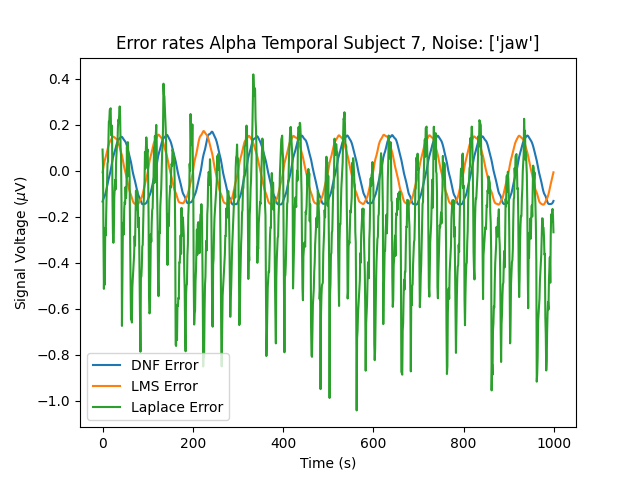 Error rates Alpha Temporal Subject 7, Noise: ['jaw']
Signal Voltage (μV)
0.4
0.2
0.0
−0.2
−0.4
−0.6
−0.8
−1.0
DNF Error
LMS Error
Laplace Error
0 200 400 600 800 1000
Time (s)